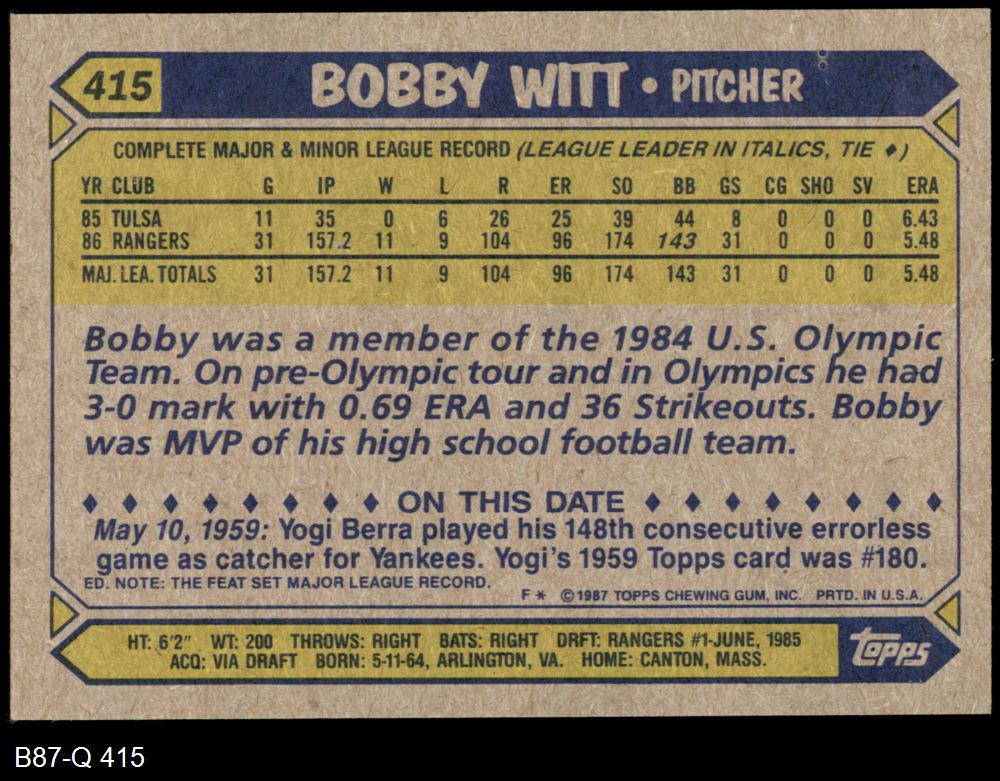 415 BOBBY WITT • PITCHER
COMPLETE MAJOR & MINOR LEAGUE RECORD (LEAGUE LEADER IN ITALICS, TIE ♦)
YR CLUB G IP W L R ER SO BB GS CG SHO SV ERA
85 TULSA 11 35 0 6 26 25 39 44 8 0 0 0 6.43
86 RANGERS 31 157.2 11 9 104 96 174 143 31 0 0 0 5.48
MAJ. LEA. TOTALS 31 157.2 11 9 104 96 174 143 31 0 0 0 5.48
Bobby was a member of the 1984 U.S. Olympic
Team. On pre-Olympic tour and in Olympics he had
3-0 mark with 0.69 ERA and 36 Strikeouts. Bobby
was MVP of his high school football team.
♦ ♦ ♦ ♦ ♦ ♦ ♦ ♦ ON THIS DATE ♦ ♦ ♦ ♦ ♦ ♦ ♦ ♦
May 10, 1959: Yogi Berra played his 148th consecutive errorless
game as catcher for Yankees. Yogi's 1959 Topps card was #180.
ED. NOTE: THE FEAT SET MAJOR LEAGUE RECORD.
F * ©1987 TOPPS CHEWING GUM, INC. PRTD. IN U.S.A.
HT: 6'2" WT: 200 THROWS: RIGHT BATS: RIGHT DRFT: RANGERS #1-JUNE, 1985
ACQ: VIA DRAFT BORN: 5-11-64, ARLINGTON, VA. HOME: CANTON, MASS.
Topps
B87-Q 415